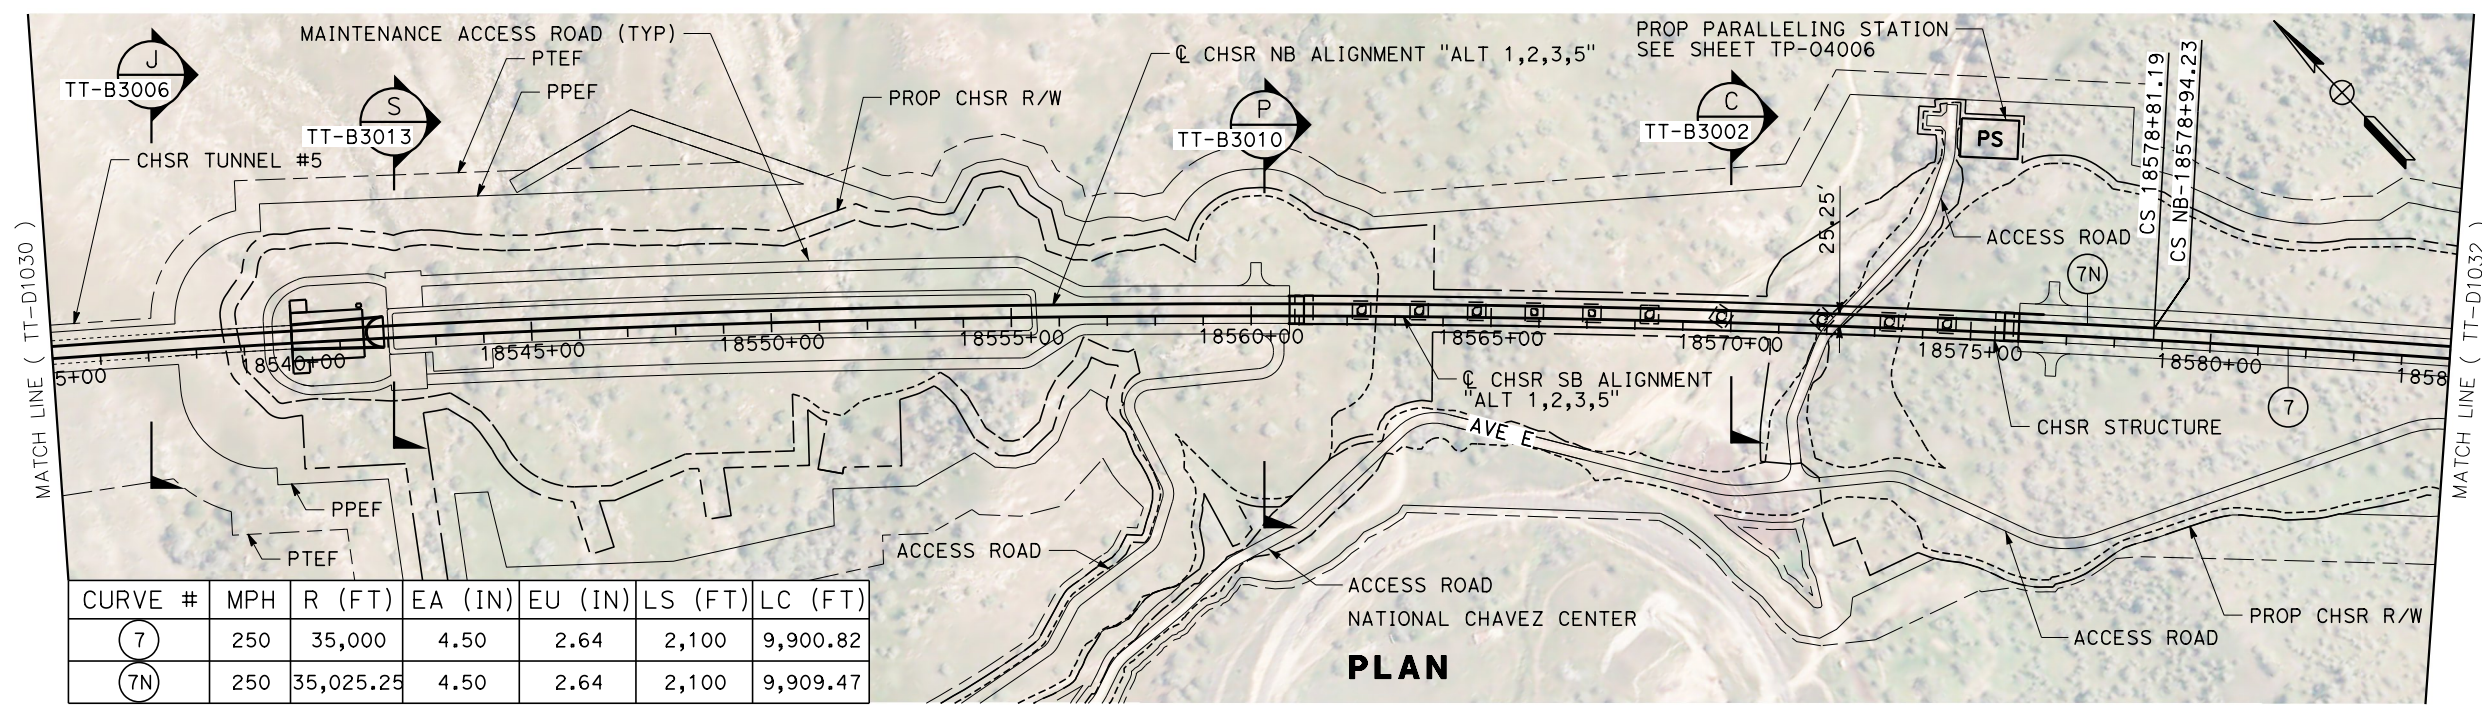 J
TT-B3006
MAINTENANCE ACCESS ROAD (TYP)
PTEF
PPEF
S
TT-B3013
CHSR TUNNEL #5
PROP CHSR R/W
℄ CHSR NB ALIGNMENT "ALT 1,2,3,5"
P
TT-B3010
PROP PARALLELING STATION
SEE SHEET TP-04006
C
TT-B3002
PS
CS 18578+81.19
CS NB-18578+94.23
25.25'
ACCESS ROAD
7N
MATCH LINE ( TT-D1030 )
MATCH LINE ( TT-D1032 )
5+00
18540+00
18545+00
18550+00
18555+00
18560+00
18565+00
18570+00
18575+00
18580+00
1858
7
℄ CHSR SB ALIGNMENT
"ALT 1,2,3,5"
AVE E
CHSR STRUCTURE
PPEF
PTEF
ACCESS ROAD
ACCESS ROAD
NATIONAL CHAVEZ CENTER
PROP CHSR R/W
ACCESS ROAD
PLAN
CURVE # MPH R (FT) EA (IN) EU (IN) LS (FT) LC (FT)
7 250 35,000 4.50 2.64 2,100 9,900.82
7N 250 35,025.25 4.50 2.64 2,100 9,909.47